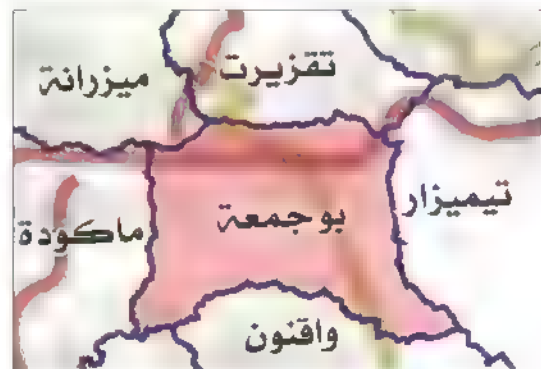 تقزيرت
ميزرانة
تيميزار
بوجمعة
ماكودة
واقنون